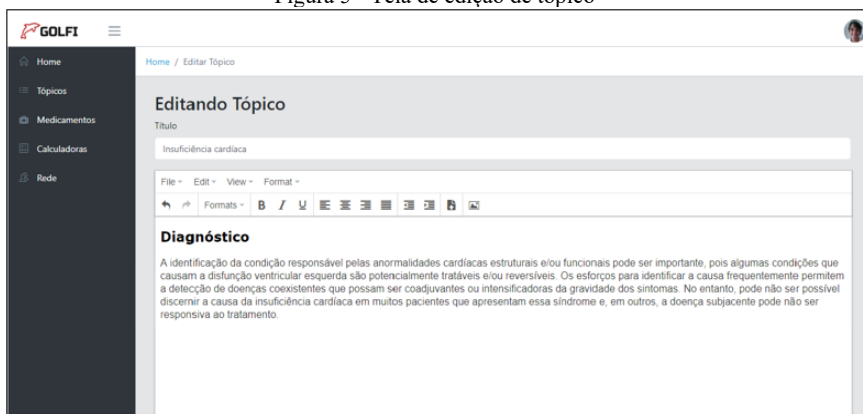 Figura 5 - Tela de edição de tópico
GOLFI
Home
Tópicos
Medicamentos
Calculadoras
Rede
Home / Editar Tópico
Editando Tópico
Título
Insuficiência cardíaca
File Edit View Format
Formats B I U
Diagnóstico
A identificação da condição responsável pelas anormalidades cardíacas estruturais e/ou funcionais pode ser importante, pois algumas condições que
causam a disfunção ventricular esquerda são potencialmente tratáveis e/ou reversíveis. Os esforços para identificar a causa frequentemente permitem
a detecção de doenças coexistentes que possam ser coadjuvantes ou intensificadoras da gravidade dos sintomas. No entanto, pode não ser possível
discernir a causa da insuficiência cardíaca em muitos pacientes que apresentam essa síndrome e, em outros, a doença subjacente pode não ser
responsiva ao tratamento.